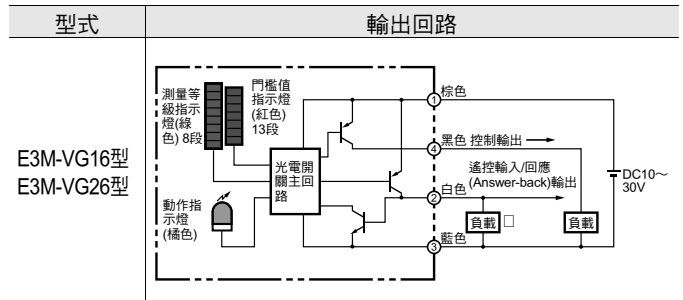 型式
輸出回路
E3M-VG16型
E3M-VG26型
測量等
級指示
燈(綠
色) 8段
門檻值
指示燈
(紅色)
13段
光電開
關主回
路
動作指
示燈
(橘色)
① 棕色
④ 黑色 控制輸出
遙控輸入/回應
(Answer-back)輸出
② 白色
負載 □
負載
③ 藍色
DC10～
30V